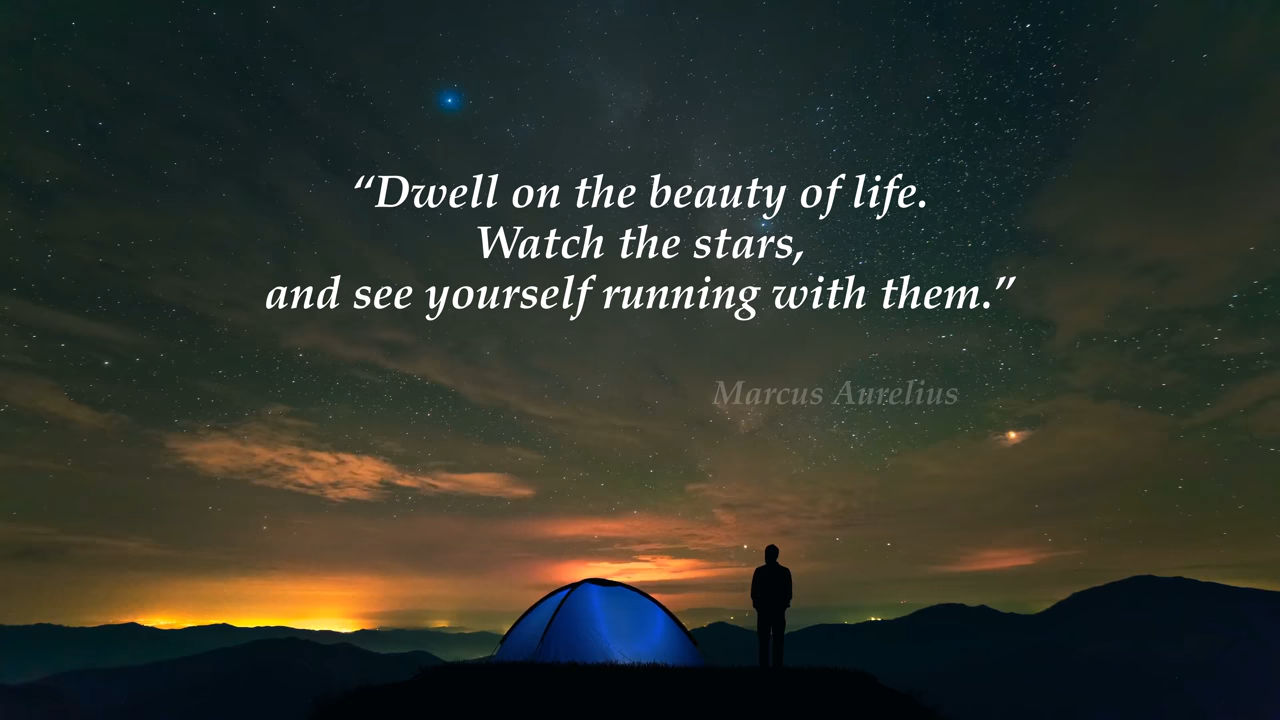 “Dwell on the beauty of life.
Watch the stars,
and see yourself running with them.”
Marcus Aurelius